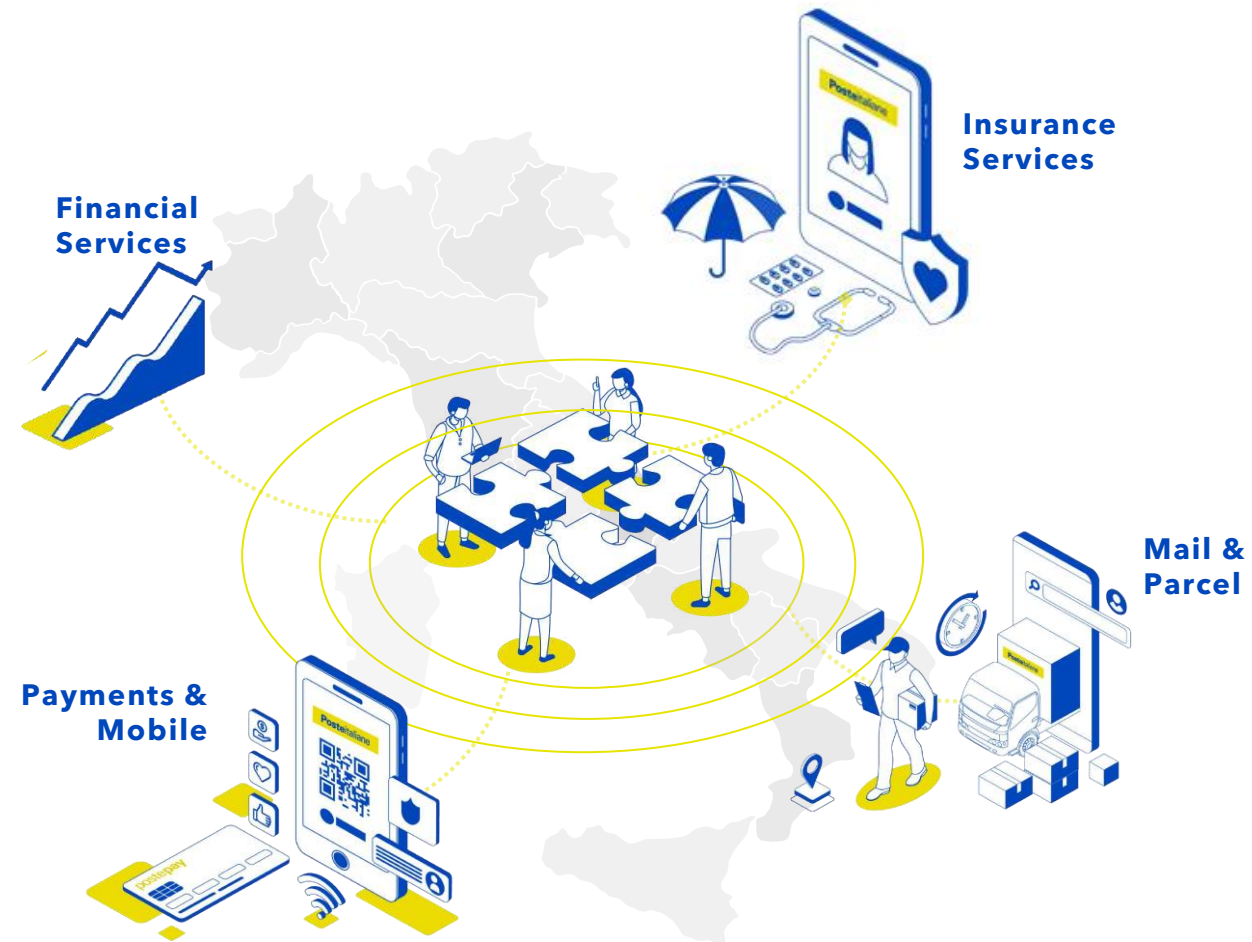 Posteitaliane
Insurance
Services
Financial
Services
Mail &
Parcel
Posteitaliane
Payments &
Mobile
Posteitaliane
postepay